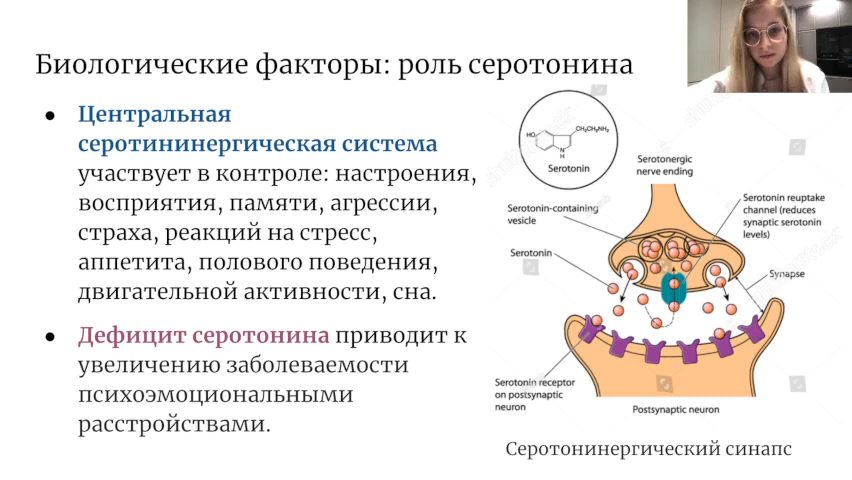 Биологические факторы: роль серотонина
● Центральная
серотининергическая система
участвует в контроле: настроения,
восприятия, памяти, агрессии,
страха, реакций на стресс,
аппетита, полового поведения,
двигательной активности, сна.
● Дефицит серотонина приводит к
увеличению заболеваемости
психоэмоциональными
расстройствами.
HO
CH₂CH₂NH₂
N
H
Serotonin
Serotonergic
nerve ending
Serotonin-containing
vesicle
Serotonin reuptake
channel (reduces
synaptic serotonin
levels)
Serotonin
Synapse
Serotonin receptor
on postsynaptic
neuron
Postsynaptic neuron
Серотонинергический синапс